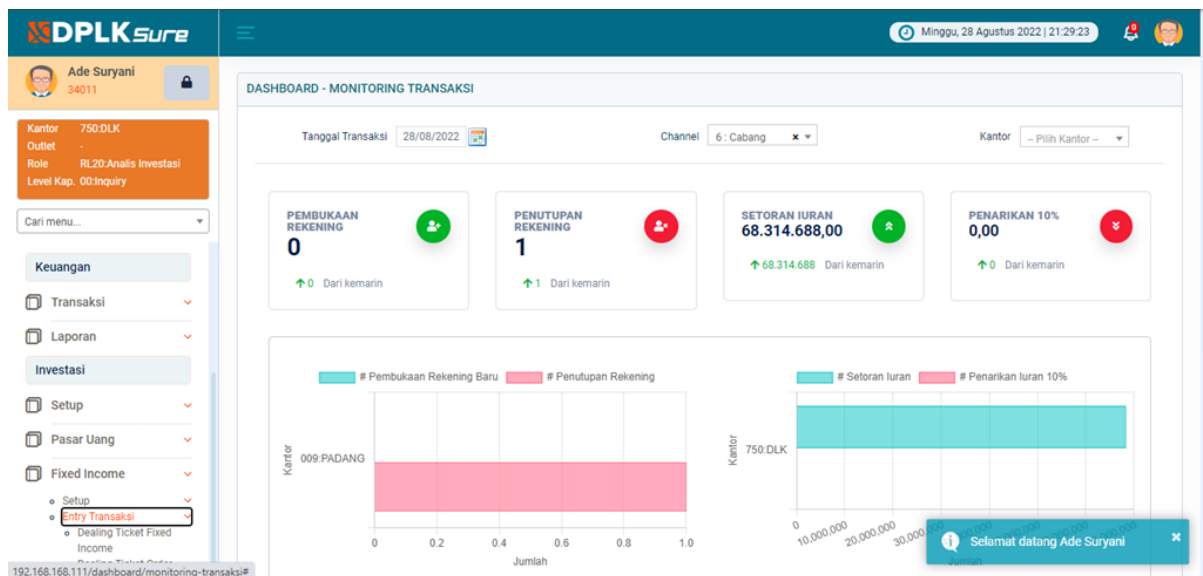 DPLKSure
Minggu, 28 Agustus 2022 | 21:29:23
Ade Suryani
34011
Kantor 750:DLK
Outlet -
Role RL20:Analis Investasi
Level Kap. 00:Inquiry
Cari menu...
Keuangan
Transaksi
Laporan
Investasi
Setup
Pasar Uang
Fixed Income
Setup
Entry Transaksi
Dealing Ticket Fixed
Income
Dealing Ticket Order
192.168.168.111/dashboard/monitoring-transaksi#
DASHBOARD - MONITORING TRANSAKSI
Tanggal Transaksi 28/08/2022
Channel 6 : Cabang × 
Kantor -- Pilih Kantor --
PEMBUKAAN
REKENING
0
0 Dari kemarin
PENUTUPAN
REKENING
1
1 Dari kemarin
SETORAN IURAN
68.314.688,00
68.314.688 Dari kemarin
PENARIKAN 10%
0,00
0 Dari kemarin
# Pembukaan Rekening Baru # Penutupan Rekening
Kantor
009:PADANG
0 0.2 0.4 0.6 0.8 1.0
Jumlah
# Setoran Iuran # Penarikan Iuran 10%
Kantor
750:DLK
0 10.000.000 20.000.000
Jumlah
Selamat datang Ade Suryani ×